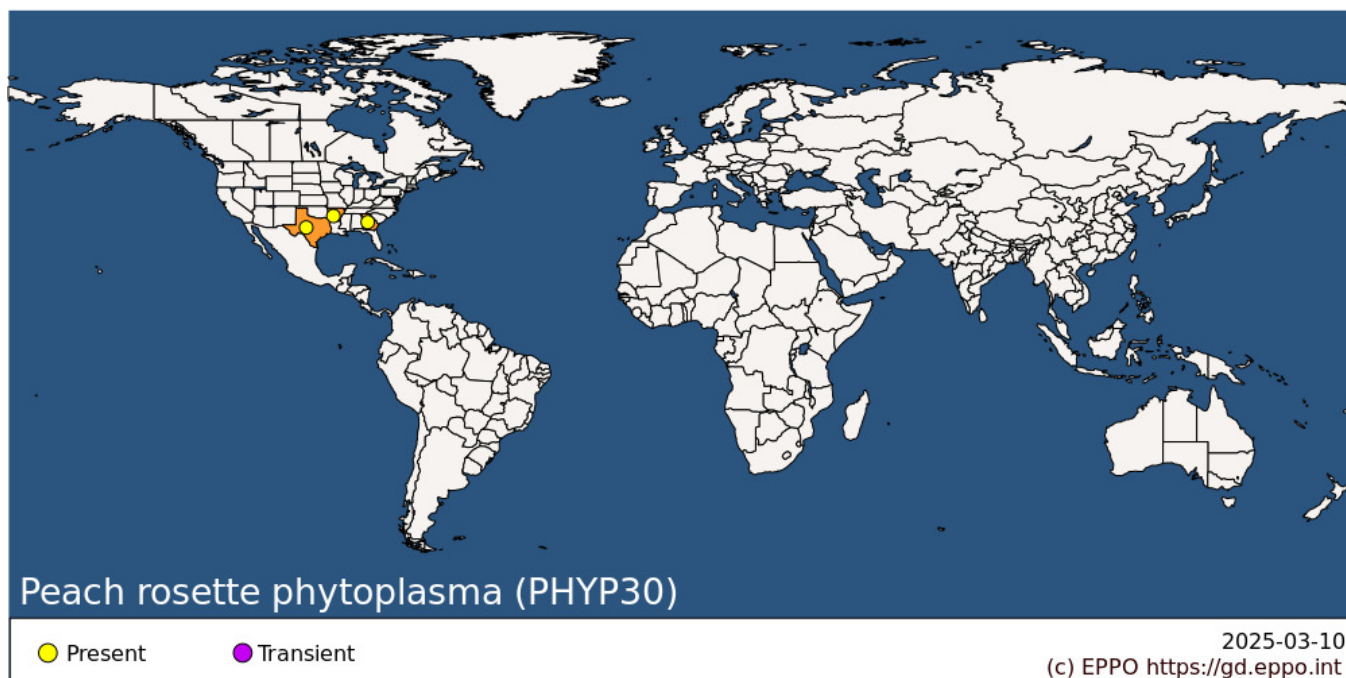 Peach rosette phytoplasma (PHYP30)
Present
Transient
2025-03-10
(c) EPPO https://gd.eppo.int